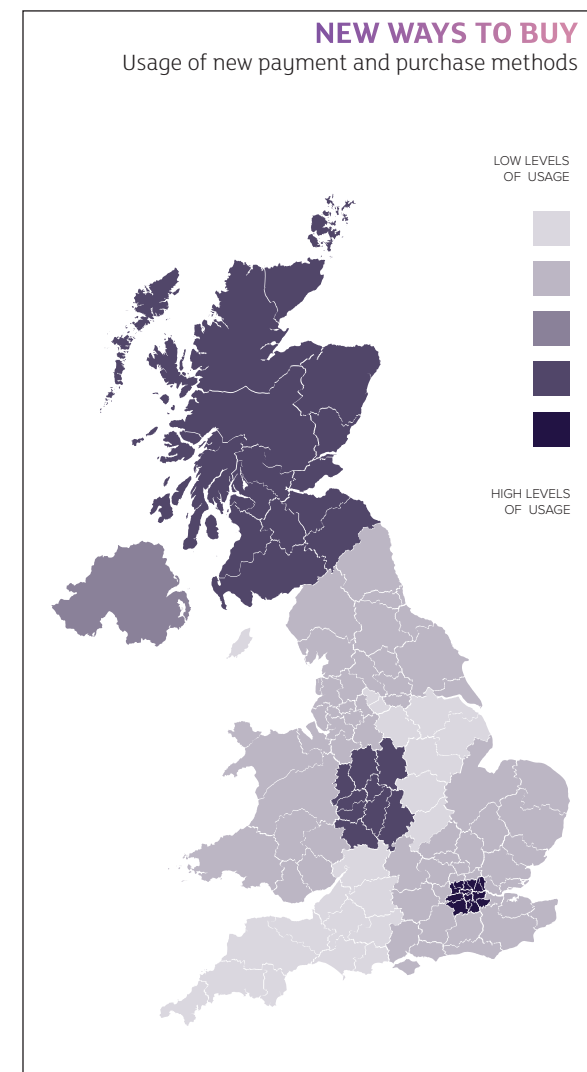 NEW WAYS TO BUY
Usage of new payment and purchase methods
LOW LEVELS
OF USAGE
HIGH LEVELS
OF USAGE